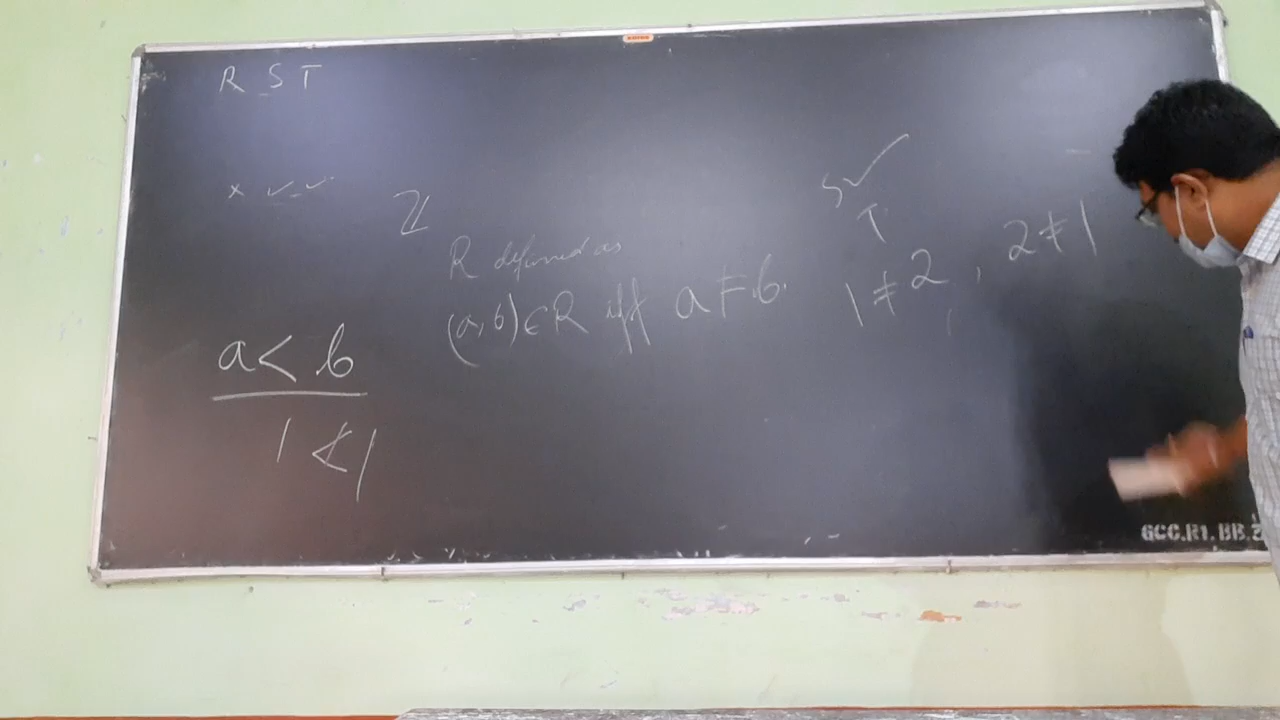 R S T
× ✓ ✓
ℤ
R defined as
(a, b) ∈ R iff a ≠ b.
S ✓
T
1 ≠ 2 , 2 ≠ 1
a < b
1 ≮ 1
GCC.R1.BB.2